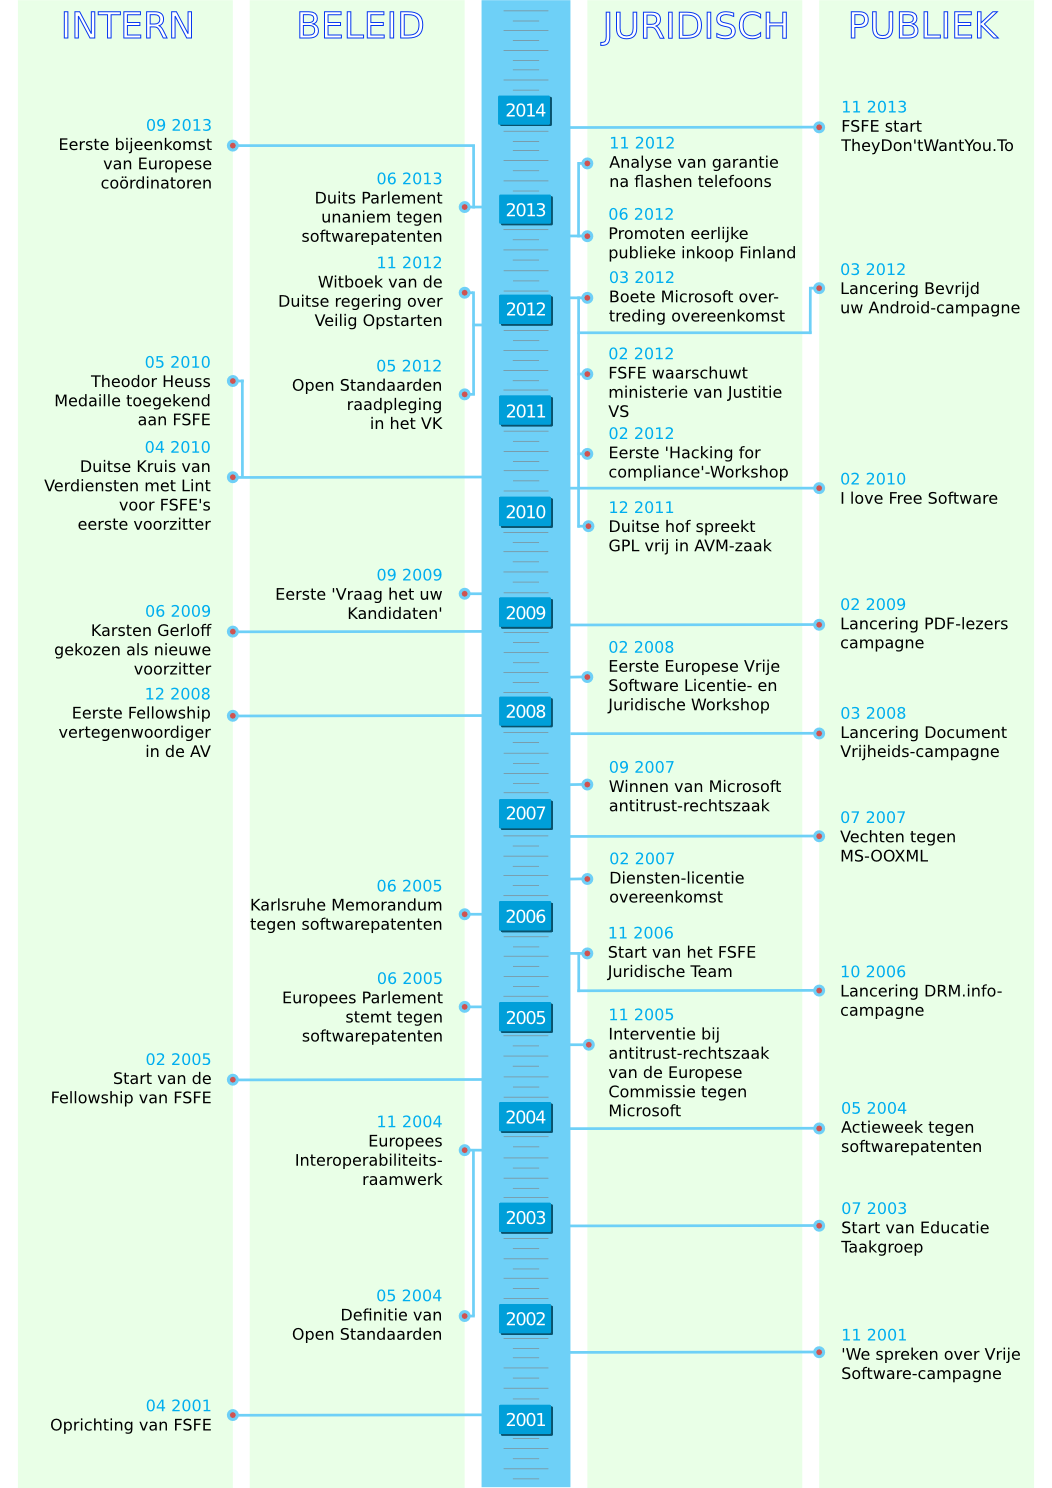 INTERN
09 2013
Eerste bijeenkomst
van Europese
coördinatoren
05 2010
Theodor Heuss
Medaille toegekend
aan FSFE
04 2010
Duitse Kruis van
Verdiensten met Lint
voor FSFE's
eerste voorzitter
06 2009
Karsten Gerloff
gekozen als nieuwe
voorzitter
12 2008
Eerste Fellowship
vertegenwoordiger
in de AV
02 2005
Start van de
Fellowship van FSFE
04 2001
Oprichting van FSFE
BELEID
06 2013
Duits Parlement
unaniem tegen
softwarepatenten
11 2012
Witboek van de
Duitse regering over
Veilig Opstarten
05 2012
Open Standaarden
raadpleging
in het VK
09 2009
Eerste 'Vraag het uw
Kandidaten'
06 2005
Karlsruhe Memorandum
tegen softwarepatenten
06 2005
Europees Parlement
stemt tegen
softwarepatenten
11 2004
Europees
Interoperabiliteits-
raamwerk
05 2004
Definitie van
Open Standaarden
2014
2013
2012
2011
2010
2009
2008
2007
2006
2005
2004
2003
2002
2001
JURIDISCH
11 2012
Analyse van garantie
na flashen telefoons
06 2012
Promoten eerlijke
publieke inkoop Finland
03 2012
Boete Microsoft over-
treding overeenkomst
02 2012
FSFE waarschuwt
ministerie van Justitie
VS
02 2012
Eerste 'Hacking for
compliance'-Workshop
12 2011
Duitse hof spreekt
GPL vrij in AVM-zaak
02 2008
Eerste Europese Vrije
Software Licentie- en
Juridische Workshop
09 2007
Winnen van Microsoft
antitrust-rechtszaak
02 2007
Diensten-licentie
overeenkomst
11 2006
Start van het FSFE
Juridische Team
11 2005
Interventie bij
antitrust-rechtszaak
van de Europese
Commissie tegen
Microsoft
PUBLIEK
11 2013
FSFE start
TheyDon'tWantYou.To
03 2012
Lancering Bevrijd
uw Android-campagne
02 2010
I love Free Software
02 2009
Lancering PDF-lezers
campagne
03 2008
Lancering Document
Vrijheids-campagne
07 2007
Vechten tegen
MS-OOXML
10 2006
Lancering DRM.info-
campagne
05 2004
Actieweek tegen
softwarepatenten
07 2003
Start van Educatie
Taakgroep
11 2001
'We spreken over Vrije
Software-campagne